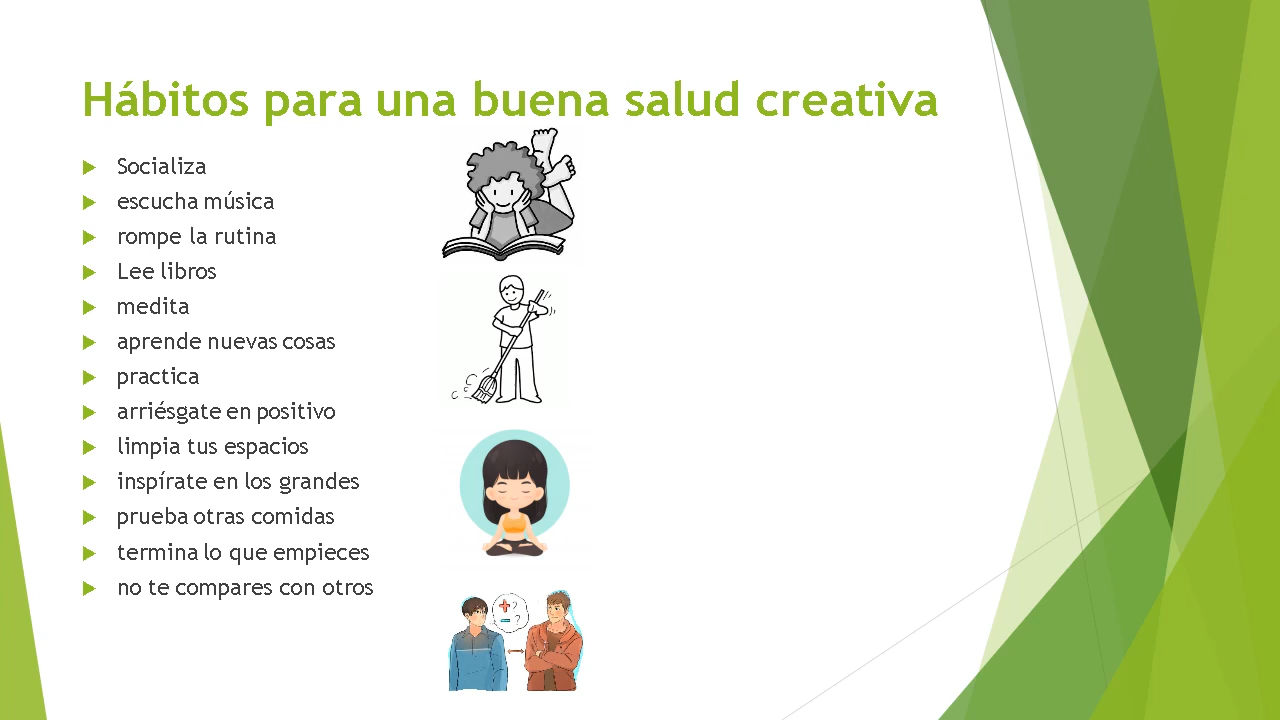 Hábitos para una buena salud creativa
Socializa
escucha música
rompe la rutina
Lee libros
medita
aprende nuevas cosas
practica
arriésgate en positivo
limpia tus espacios
inspírate en los grandes
prueba otras comidas
termina lo que empieces
no te compares con otros
+ ?
- ?